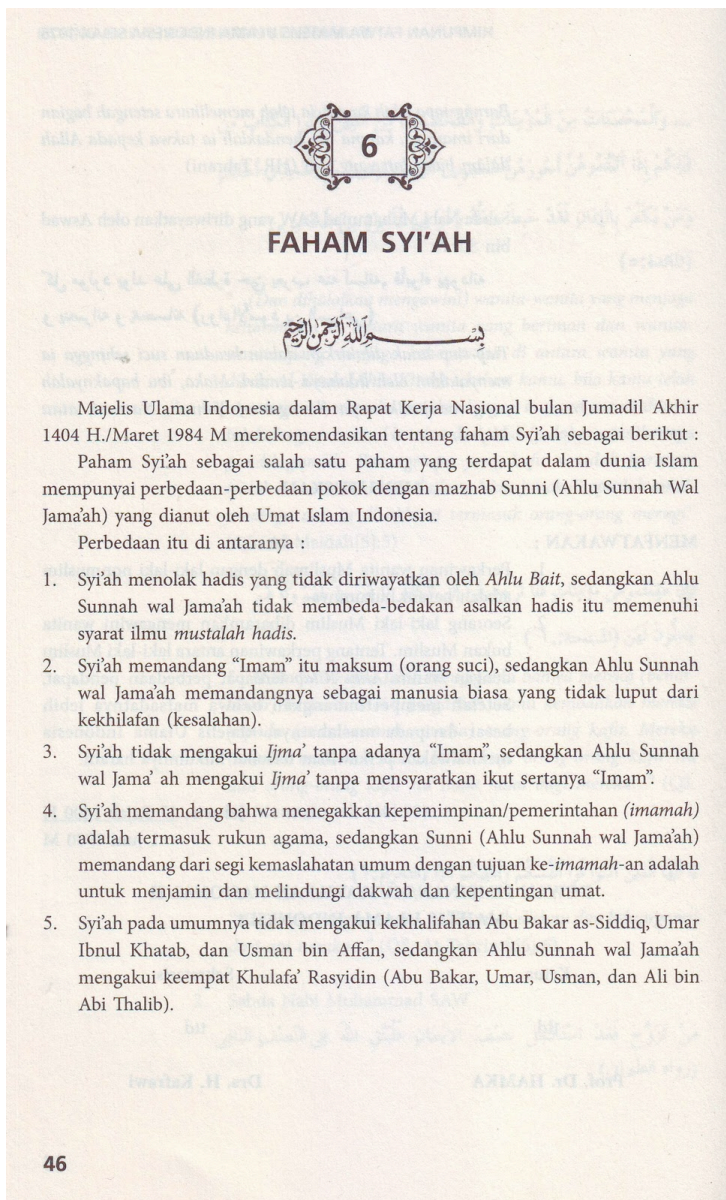 6
FAHAM SYI'AH
بِسْمِ اللهِ الرَّحْمٰنِ الرَّحِيْمِ
Majelis Ulama Indonesia dalam Rapat Kerja Nasional bulan Jumadil Akhir
1404 H./Maret 1984 M merekomendasikan tentang faham Syi'ah sebagai berikut :
Paham Syi'ah sebagai salah satu paham yang terdapat dalam dunia Islam
mempunyai perbedaan-perbedaan pokok dengan mazhab Sunni (Ahlu Sunnah Wal
Jama'ah) yang dianut oleh Umat Islam Indonesia.
Perbedaan itu di antaranya :
1. Syi'ah menolak hadis yang tidak diriwayatkan oleh Ahlu Bait, sedangkan Ahlu
Sunnah wal Jama'ah tidak membeda-bedakan asalkan hadis itu memenuhi
syarat ilmu mustalah hadis.
2. Syi'ah memandang “Imam” itu maksum (orang suci), sedangkan Ahlu Sunnah
wal Jama'ah memandangnya sebagai manusia biasa yang tidak luput dari
kekhilafan (kesalahan).
3. Syi'ah tidak mengakui Ijma' tanpa adanya “Imam”, sedangkan Ahlu Sunnah
wal Jama' ah mengakui Ijma' tanpa mensyaratkan ikut sertanya “Imam”.
4. Syi'ah memandang bahwa menegakkan kepemimpinan/pemerintahan (imamah)
adalah termasuk rukun agama, sedangkan Sunni (Ahlu Sunnah wal Jama'ah)
memandang dari segi kemaslahatan umum dengan tujuan ke-imamah-an adalah
untuk menjamin dan melindungi dakwah dan kepentingan umat.
5. Syi'ah pada umumnya tidak mengakui kekhalifahan Abu Bakar as-Siddiq, Umar
Ibnul Khatab, dan Usman bin Affan, sedangkan Ahlu Sunnah wal Jama'ah
mengakui keempat Khulafa' Rasyidin (Abu Bakar, Umar, Usman, dan Ali bin
Abi Thalib).
46